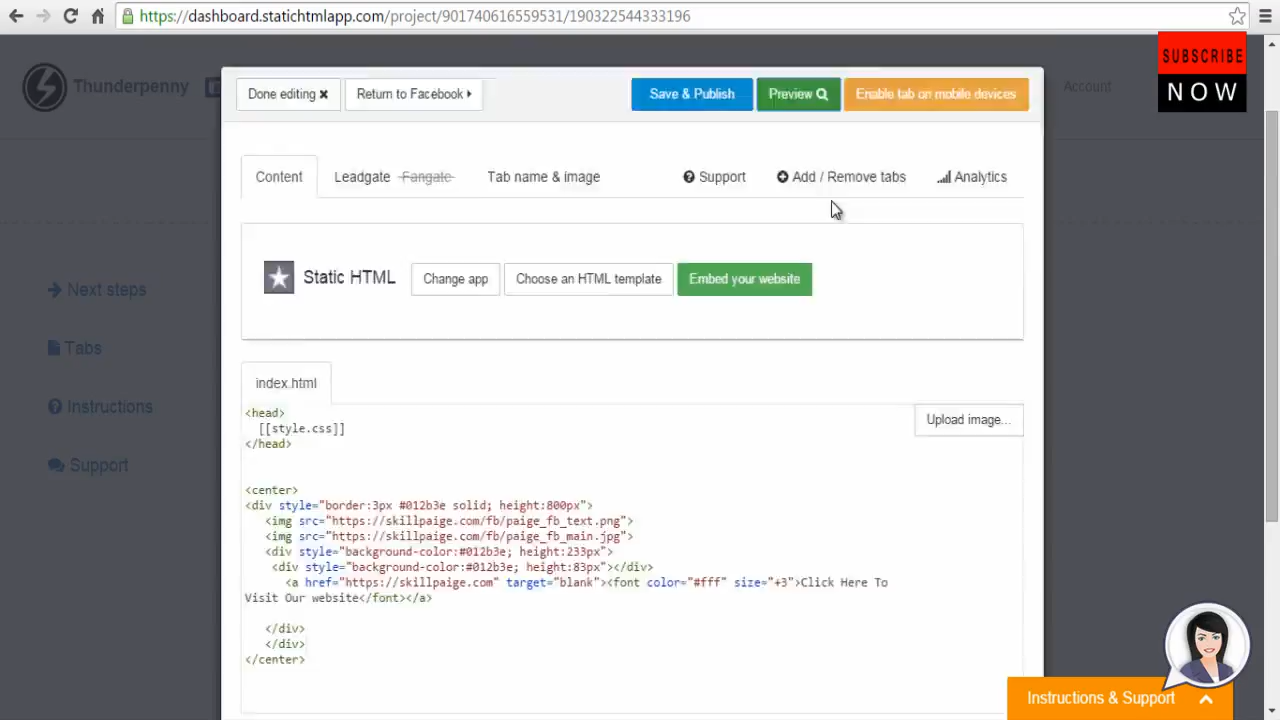 https://dashboard.statichtmlapp.com/project/901740616559531/190322544333196
SUBSCRIBE
NOW
Thunderpenny
Account
Done editing ✖
Return to Facebook
Save & Publish
Preview
Enable tab on mobile devices
Content
Leadgate Fangate
Tab name & image
Support
Add / Remove tabs
Analytics
Next steps
Tabs
Instructions
Support
Static HTML
Change app
Choose an HTML template
Embed your website
index.html
Upload image...
<head>
[[style.css]]
</head>
<center>
<div style="border:3px #012b3e solid; height:800px">
<img src="https://skillpaige.com/fb/paige_fb_text.png">
<img src="https://skillpaige.com/fb/paige_fb_main.jpg">
<div style="background-color:#012b3e; height:233px">
<div style="background-color:#012b3e; height:83px"></div>
<a href="https://skillpaige.com" target="blank"><font color="#fff" size="+3">Click Here To
Visit Our website</font></a>
</div>
</div>
</center>
Instructions & Support